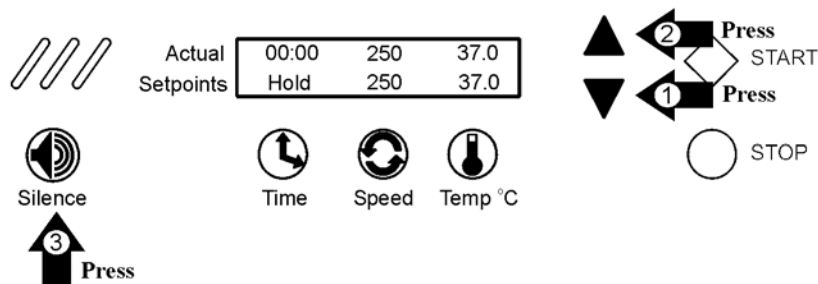 2 Press
START
Actual 00:00 250 37.0
Setpoints Hold 250 37.0
1 Press
STOP
Silence Time Speed Temp °C
3
Press